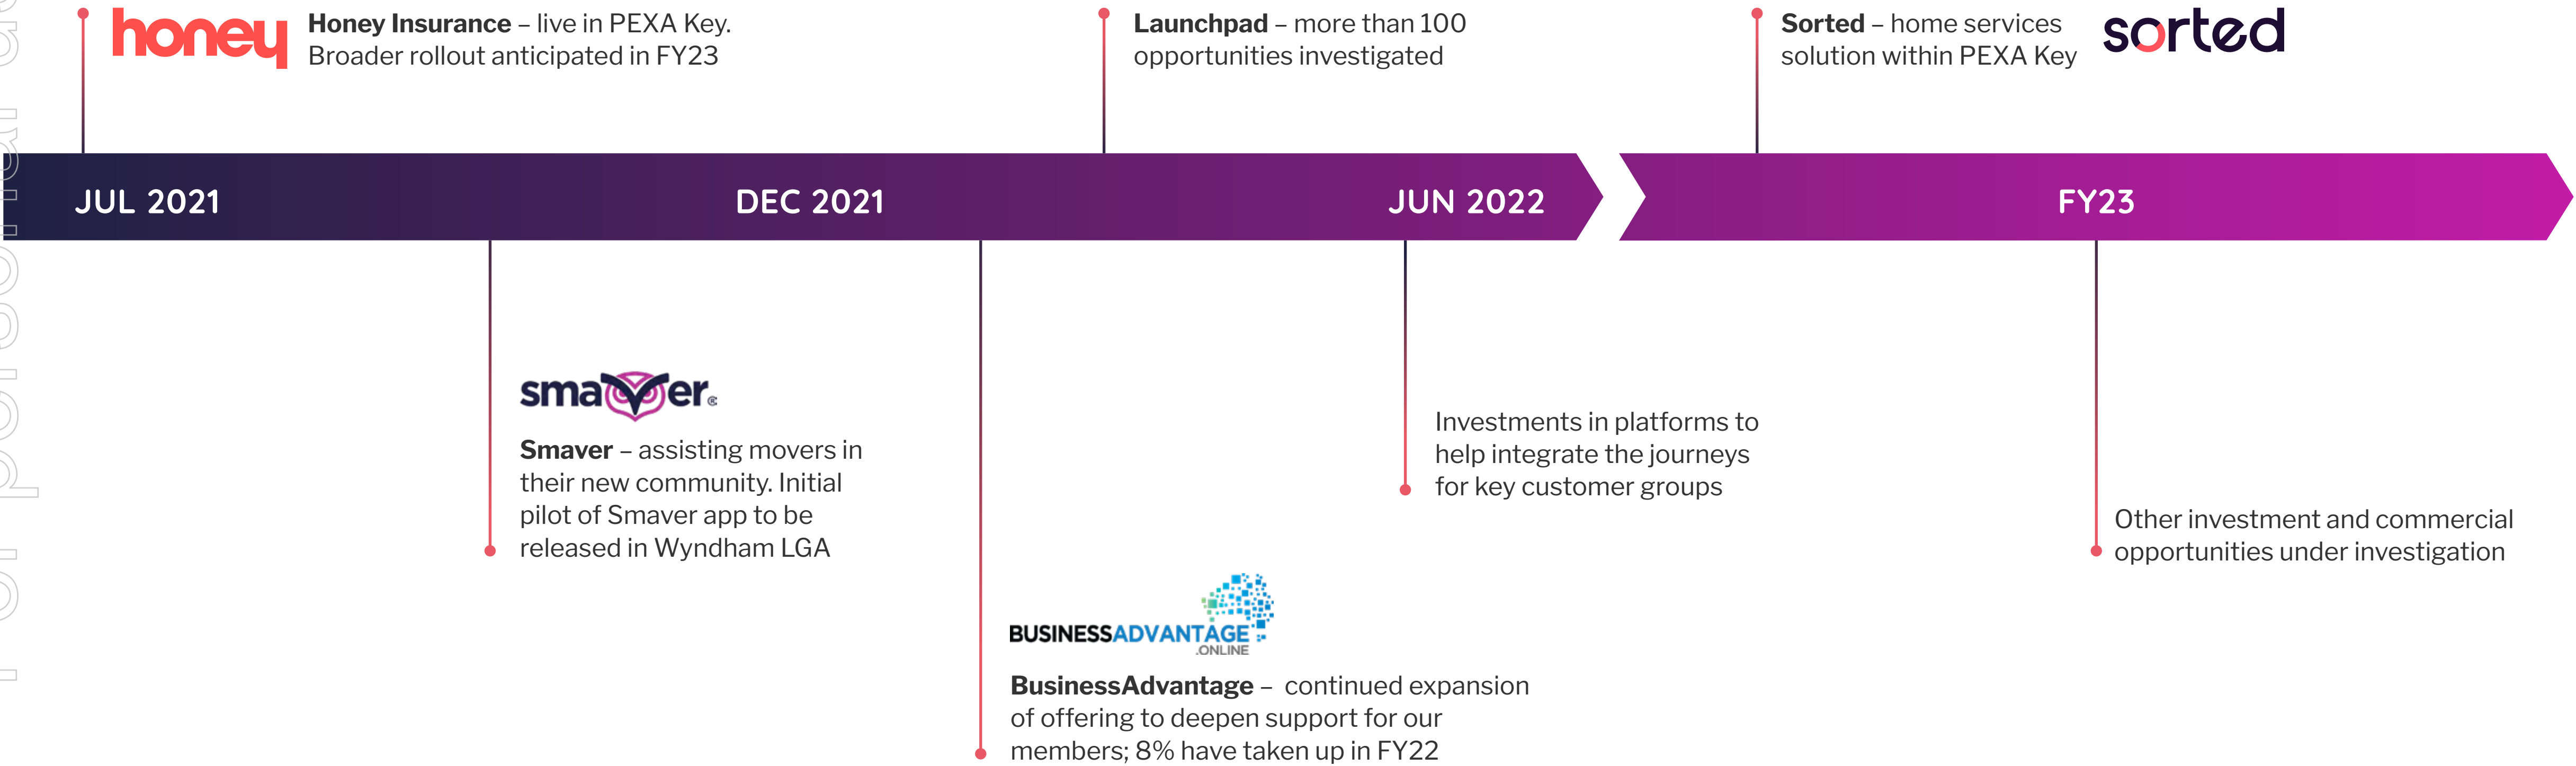 honey
Honey Insurance – live in PEXA Key.
Broader rollout anticipated in FY23
Launchpad – more than 100
opportunities investigated
Sorted – home services
solution within PEXA Key
sorted
JUL 2021
DEC 2021
JUN 2022
FY23
smaver®
Smaver – assisting movers in
their new community. Initial
pilot of Smaver app to be
released in Wyndham LGA
BUSINESSADVANTAGE
.ONLINE
BusinessAdvantage – continued expansion
of offering to deepen support for our
members; 8% have taken up in FY22
Investments in platforms to
help integrate the journeys
for key customer groups
Other investment and commercial
opportunities under investigation